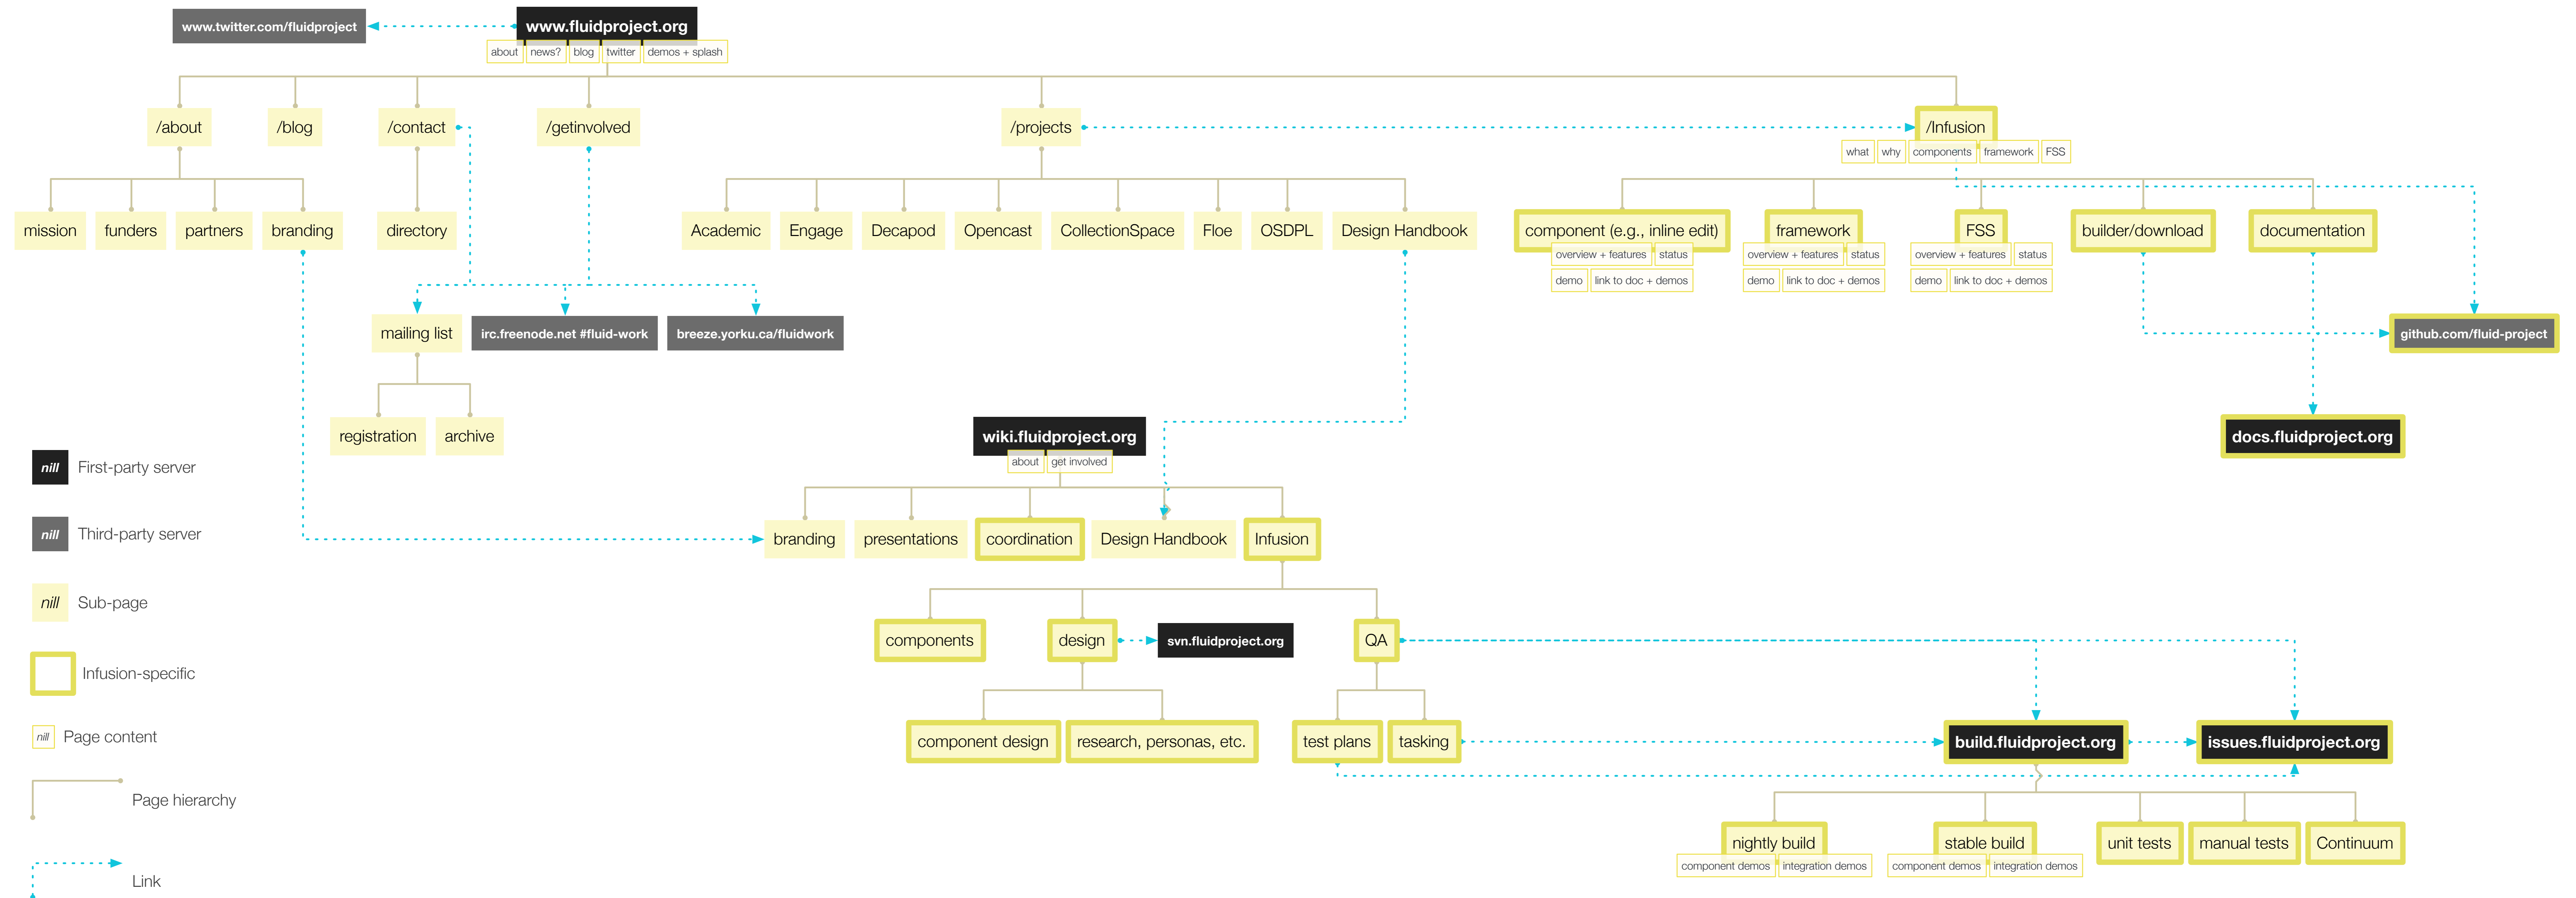 www.twitter.com/fluidproject
www.fluidproject.org
about
news?
blog
twitter
demos + splash
/about
/blog
/contact
/getinvolved
/projects
/Infusion
what
why
components
framework
FSS
mission
funders
partners
branding
directory
Academic
Engage
Decapod
Opencast
CollectionSpace
Floe
OSDPL
Design Handbook
component (e.g., inline edit)
overview + features
status
demo
link to doc + demos
framework
overview + features
status
demo
link to doc + demos
FSS
overview + features
status
demo
link to doc + demos
builder/download
documentation
mailing list
irc.freenode.net #fluid-work
breeze.yorku.ca/fluidwork
github.com/fluid-project
registration
archive
wiki.fluidproject.org
about
get involved
docs.fluidproject.org
nill
First-party server
nill
Third-party server
nill
Sub-page
Infusion-specific
nill
Page content
Page hierarchy
Link
branding
presentations
coordination
Design Handbook
Infusion
components
design
svn.fluidproject.org
QA
component design
research, personas, etc.
test plans
tasking
build.fluidproject.org
issues.fluidproject.org
nightly build
component demos
integration demos
stable build
component demos
integration demos
unit tests
manual tests
Continuum